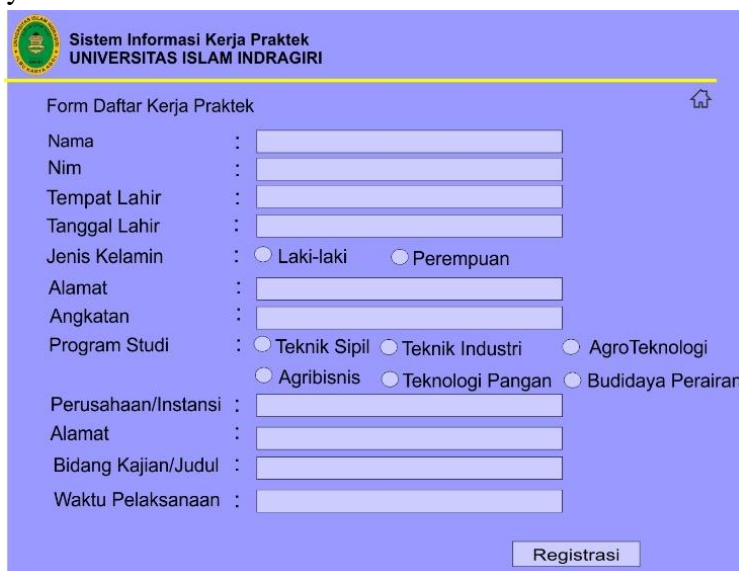 y
Sistem Informasi Kerja Praktek
UNIVERSITAS ISLAM INDRAGIRI
Form Daftar Kerja Praktek
Nama :
Nim :
Tempat Lahir :
Tanggal Lahir :
Jenis Kelamin : Laki-laki Perempuan
Alamat :
Angkatan :
Program Studi : Teknik Sipil Teknik Industri AgroTeknologi
Agribisnis Teknologi Pangan Budidaya Perairan
Perusahaan/Instansi :
Alamat :
Bidang Kajian/Judul :
Waktu Pelaksanaan :
Registrasi